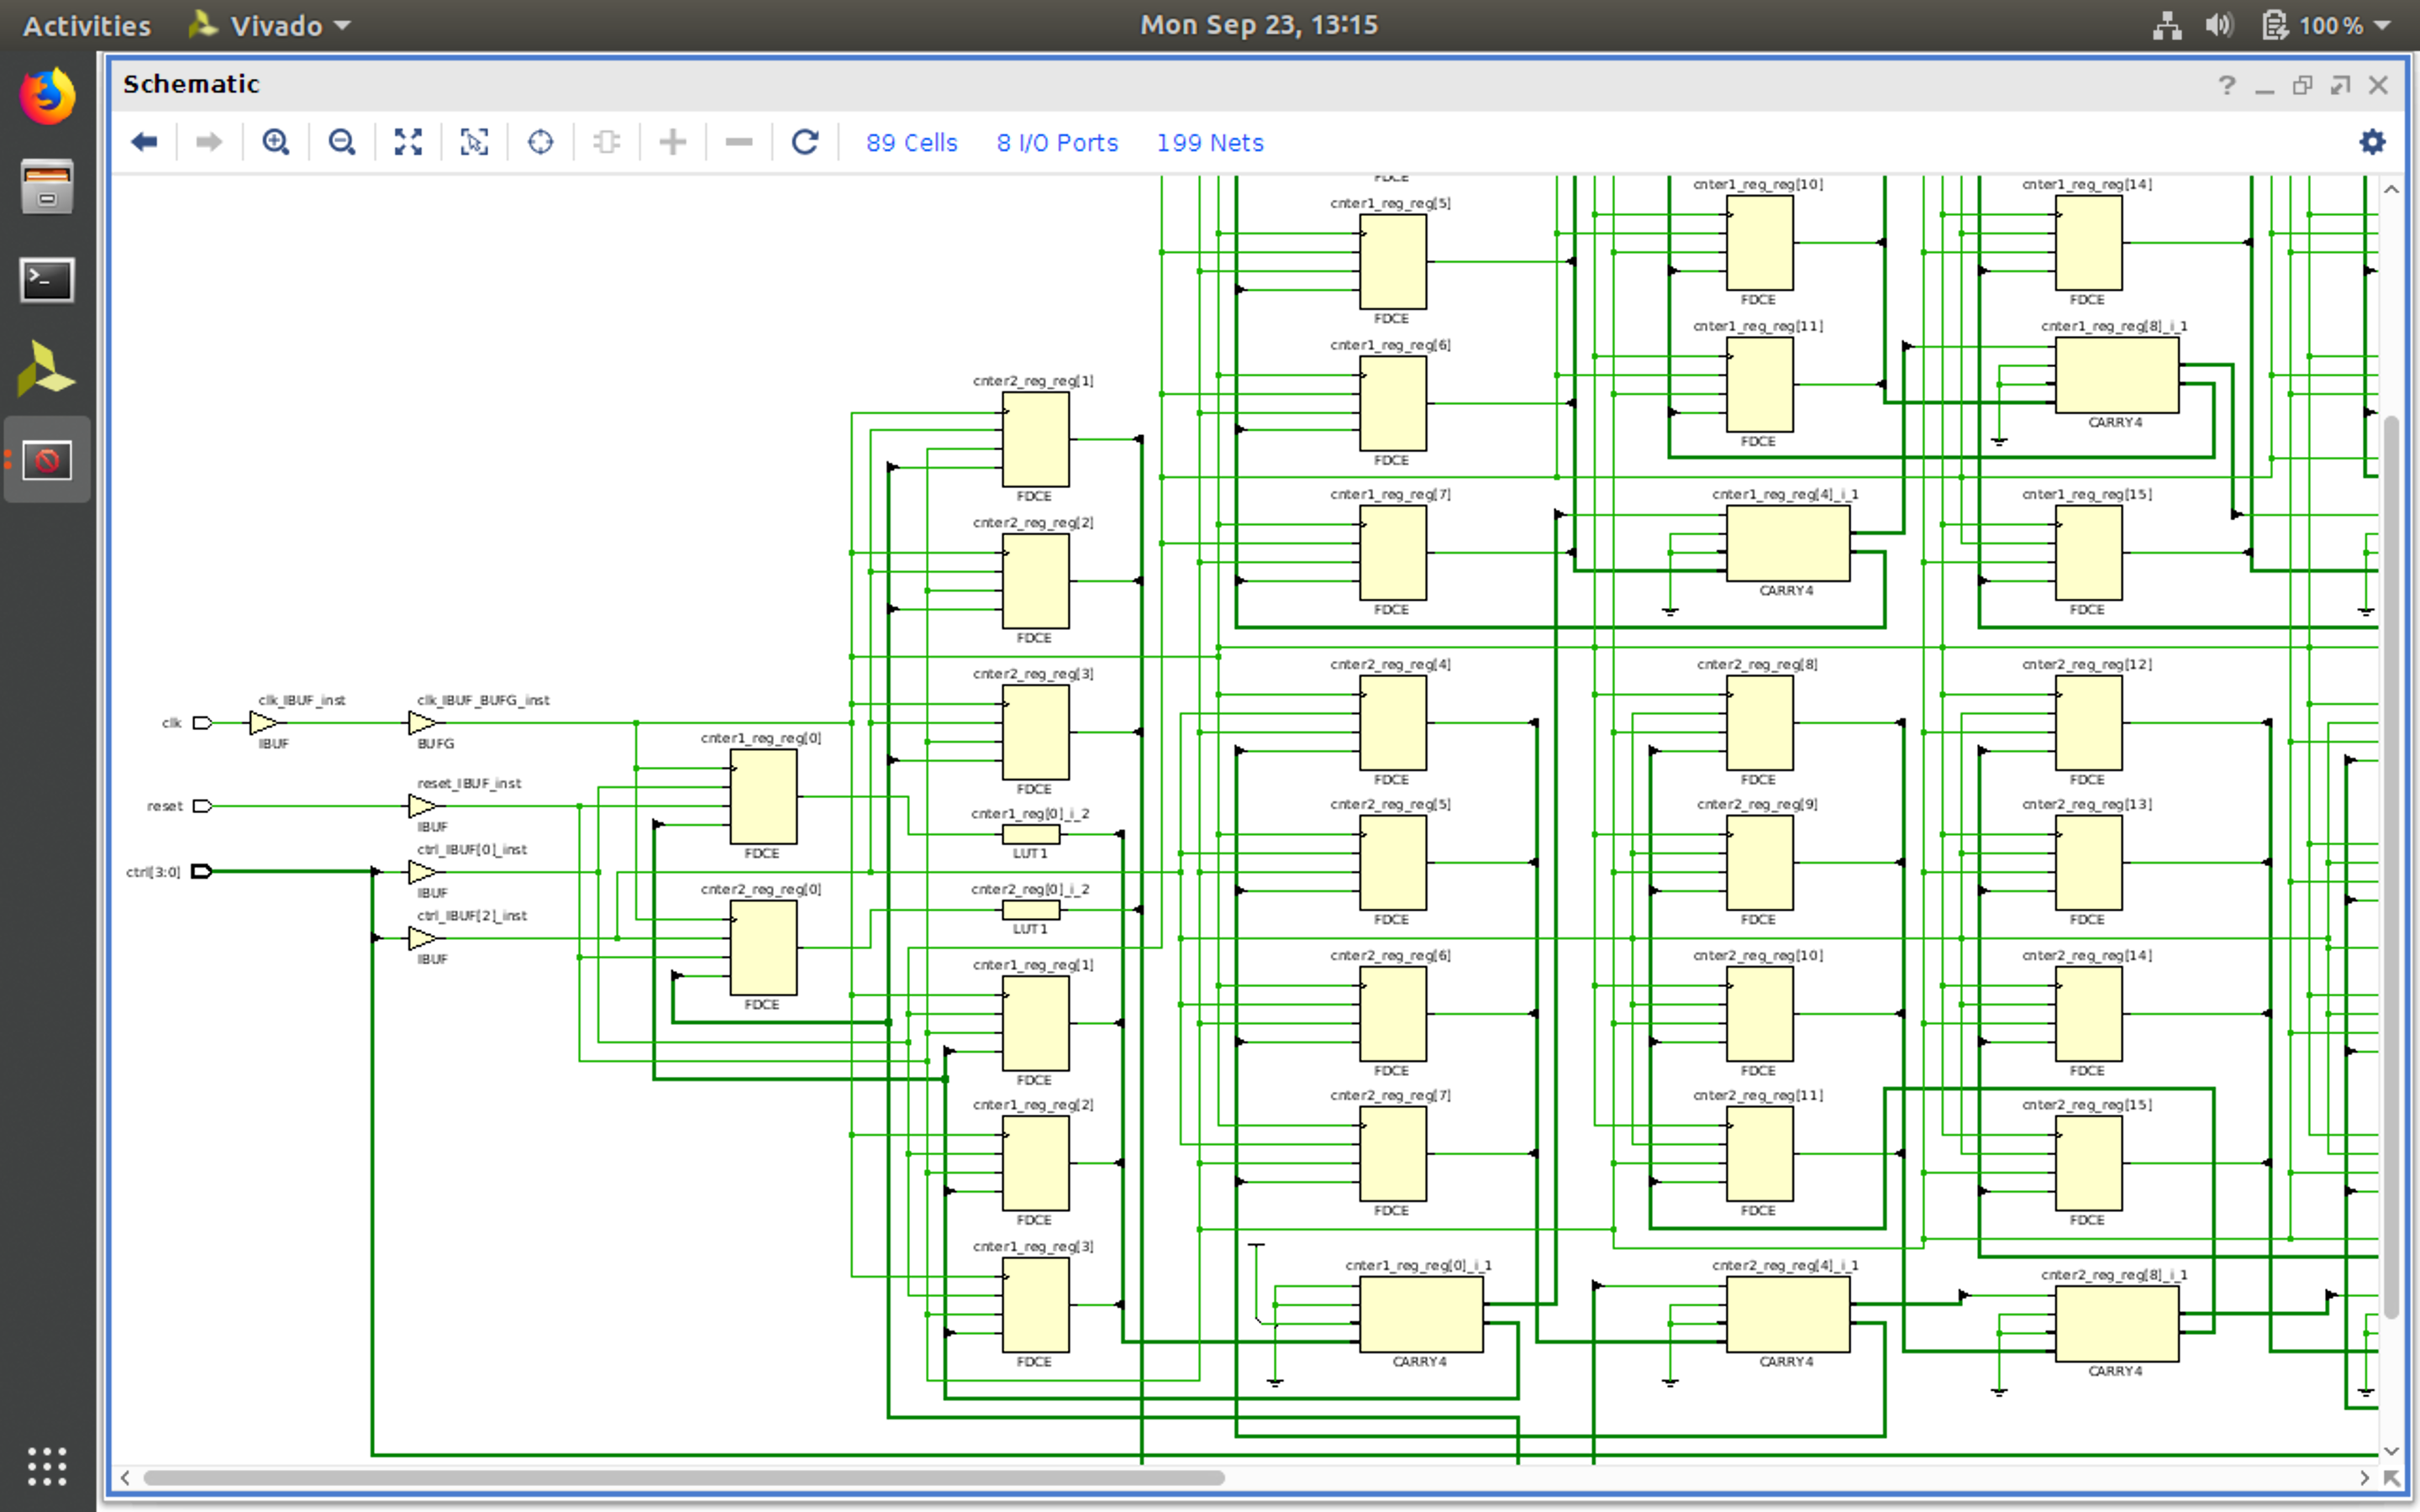 Activities Vivado Mon Sep 23, 13:15 100%
Schematic
89 Cells 8 I/O Ports 199 Nets
clk
clk_IBUF_inst
IBUF
clk_IBUF_BUFG_inst
BUFG
reset
reset_IBUF_inst
IBUF
ctrl[3:0]
ctrl_IBUF[0]_inst
IBUF
ctrl_IBUF[2]_inst
IBUF
cnter1_reg_reg[0]
FDCE
cnter2_reg_reg[0]
FDCE
cnter2_reg_reg[1]
FDCE
cnter2_reg_reg[2]
FDCE
cnter2_reg_reg[3]
FDCE
cnter1_reg[0]_i_2
LUT1
cnter2_reg[0]_i_2
LUT1
cnter1_reg_reg[1]
FDCE
cnter1_reg_reg[2]
FDCE
cnter1_reg_reg[3]
FDCE
FDCE
cnter1_reg_reg[5]
FDCE
cnter1_reg_reg[6]
FDCE
cnter1_reg_reg[7]
FDCE
cnter2_reg_reg[4]
FDCE
cnter2_reg_reg[5]
FDCE
cnter2_reg_reg[6]
FDCE
cnter2_reg_reg[7]
FDCE
cnter1_reg_reg[0]_i_1
CARRY4
cnter1_reg_reg[10]
FDCE
cnter1_reg_reg[11]
FDCE
cnter1_reg_reg[4]_i_1
CARRY4
cnter2_reg_reg[8]
FDCE
cnter2_reg_reg[9]
FDCE
cnter2_reg_reg[10]
FDCE
cnter2_reg_reg[11]
FDCE
cnter2_reg_reg[4]_i_1
CARRY4
cnter1_reg_reg[14]
FDCE
cnter1_reg_reg[8]_i_1
CARRY4
cnter1_reg_reg[15]
FDCE
cnter2_reg_reg[12]
FDCE
cnter2_reg_reg[13]
FDCE
cnter2_reg_reg[14]
FDCE
cnter2_reg_reg[15]
FDCE
cnter2_reg_reg[8]_i_1
CARRY4